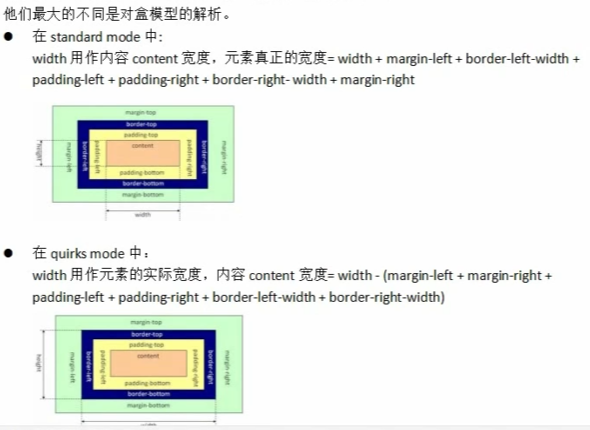 他们最大的不同是对盒模型的解析。
● 在 standard mode 中:
width 用作内容 content 宽度，元素真正的宽度= width + margin-left + border-left-width +
padding-left + padding-right + border-right- width + margin-right
margin-top
border-top
padding-top
height
margin-left
border-left
padding-left
content
padding-right
border-right
margin-right
padding-bottom
border-bottom
margin-bottom
width
● 在 quirks mode 中：
width 用作元素的实际宽度，内容 content 宽度= width - (margin-left + margin-right +
padding-left + padding-right + border-left-width + border-right-width)
margin-top
border-top
padding-top
height
margin-left
border-left
padding-left
content
padding-right
border-right
margin-right
padding-bottom
border-bottom
margin-bottom